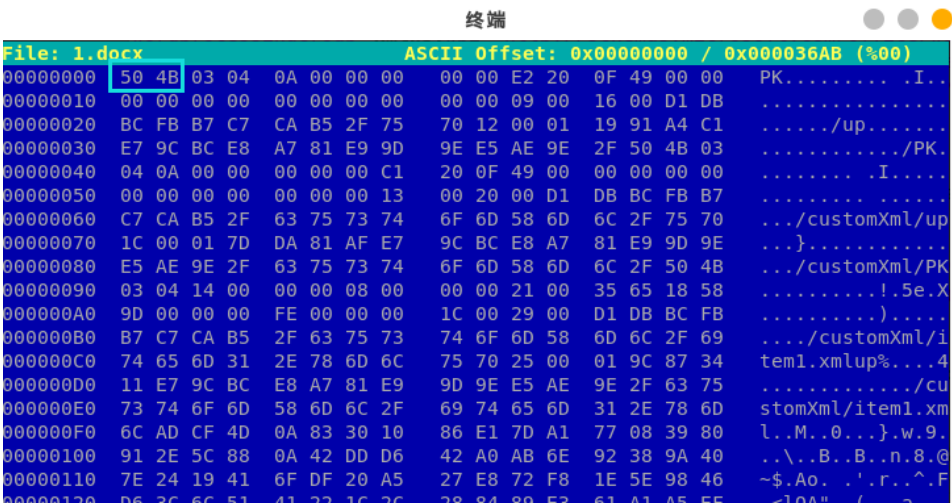 终端
File: 1.docx ASCII Offset: 0x00000000 / 0x000036AB (%00)
00000000 50 4B 03 04 0A 00 00 00 00 00 E2 20 0F 49 00 00 PK......... .I..
00000010 00 00 00 00 00 00 00 00 00 00 09 00 16 00 D1 DB ................
00000020 BC FB B7 C7 CA B5 2F 75 70 12 00 01 19 91 A4 C1 ....../up.......
00000030 E7 9C BC E8 A7 81 E9 9D 9E E5 AE 9E 2F 50 4B 03 ............/PK.
00000040 04 0A 00 00 00 00 00 C1 20 0F 49 00 00 00 00 00 ........ .I.....
00000050 00 00 00 00 00 00 00 13 00 20 00 D1 DB BC FB B7 ......... ......
00000060 C7 CA B5 2F 63 75 73 74 6F 6D 58 6D 6C 2F 75 70 .../customXml/up
00000070 1C 00 01 7D DA 81 AF E7 9C BC E8 A7 81 E9 9D 9E ...}............
00000080 E5 AE 9E 2F 63 75 73 74 6F 6D 58 6D 6C 2F 50 4B .../customXml/PK
00000090 03 04 14 00 00 00 08 00 00 00 21 00 35 65 18 58 ..........!.5e.X
000000A0 9D 00 00 00 FE 00 00 00 1C 00 29 00 D1 DB BC FB ..........).....
000000B0 B7 C7 CA B5 2F 63 75 73 74 6F 6D 58 6D 6C 2F 69 ..../customXml/i
000000C0 74 65 6D 31 2E 78 6D 6C 75 70 25 00 01 9C 87 34 tem1.xmlup%....4
000000D0 11 E7 9C BC E8 A7 81 E9 9D 9E E5 AE 9E 2F 63 75 ............./cu
000000E0 73 74 6F 6D 58 6D 6C 2F 69 74 65 6D 31 2E 78 6D stomXml/item1.xm
000000F0 6C AD CF 4D 0A 83 30 10 86 E1 7D A1 77 08 39 80 l..M..0...}.w.9.
00000100 91 2E 5C 88 0A 42 DD D6 42 A0 AB 6E 92 38 9A 40 ..\..B..B..n.8.@
00000110 7E 24 19 41 6F DF 20 A5 27 E8 72 F8 1E 5E 98 46 ~$.Ao. .'.r..^.F